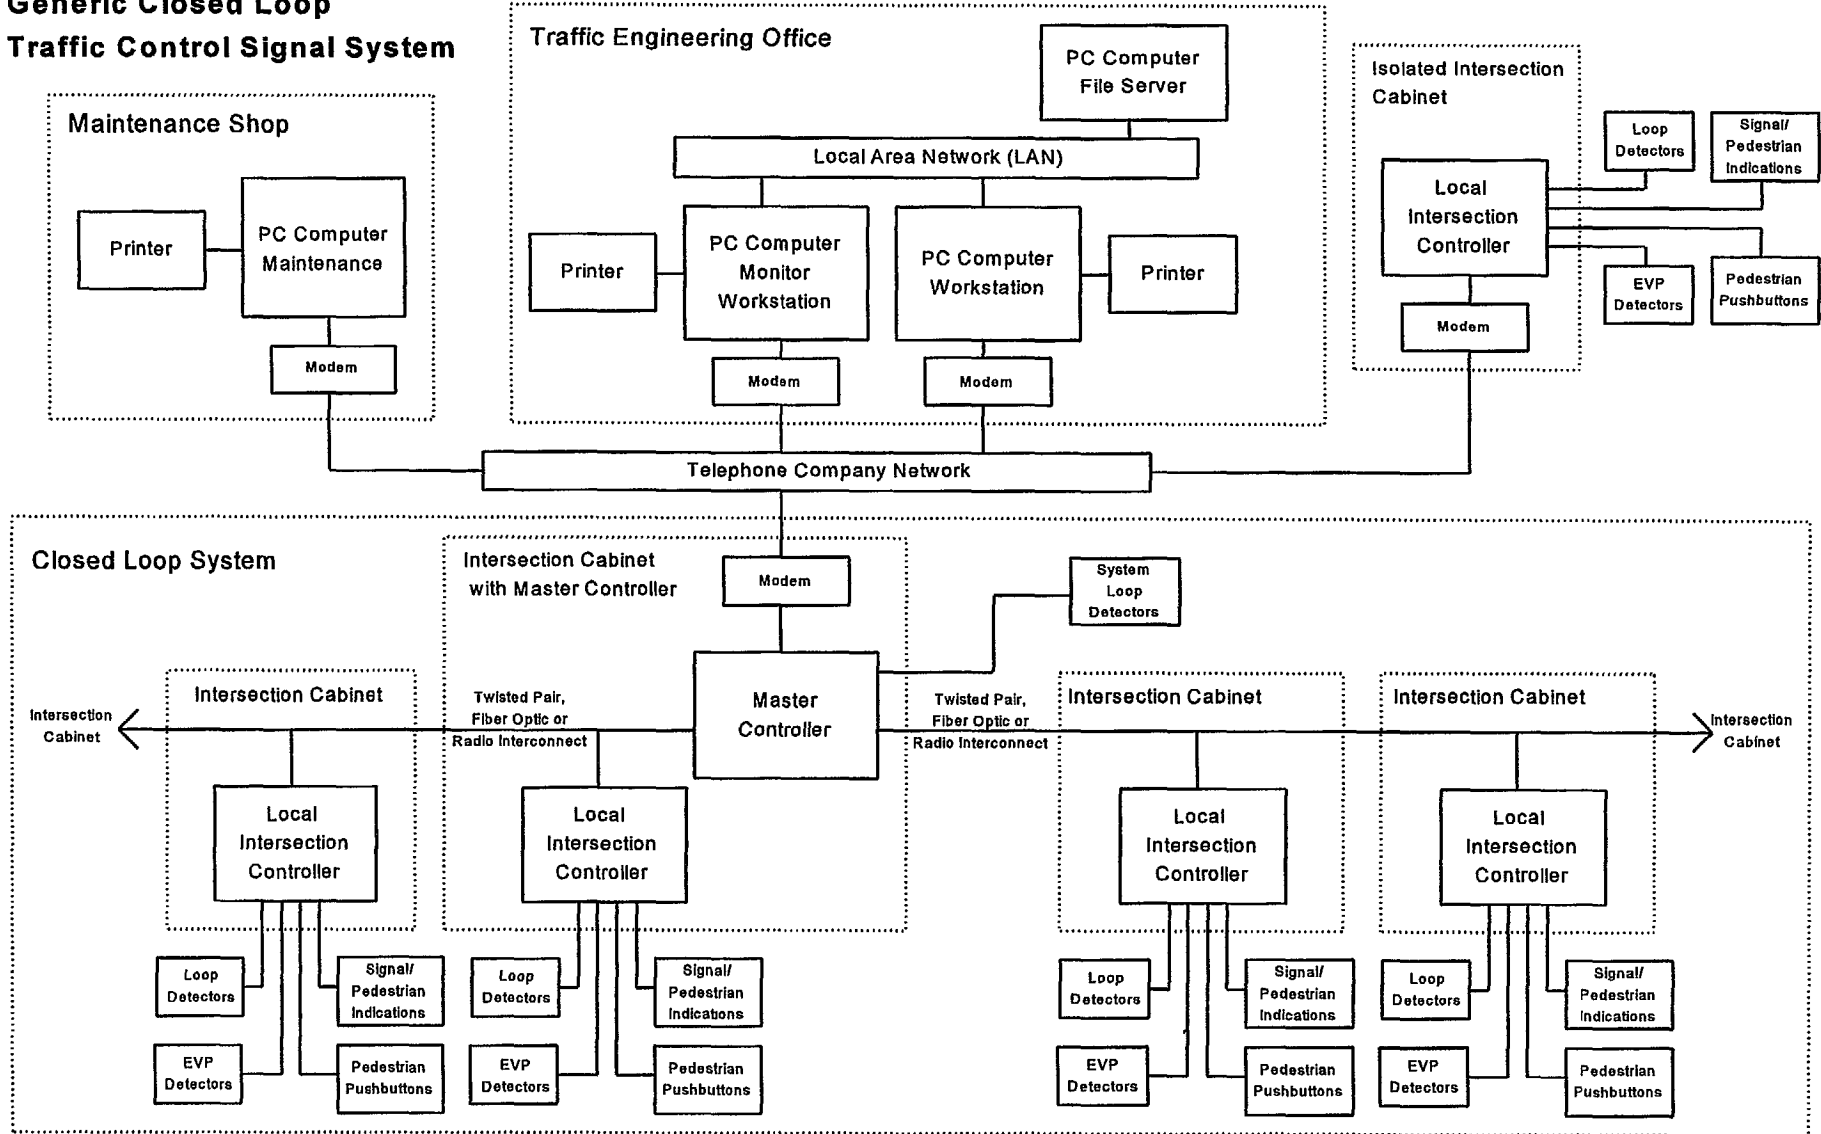 Generic Closed Loop
Traffic Control Signal System
Maintenance Shop
Printer
PC Computer
Maintenance
Modem
Traffic Engineering Office
PC Computer
File Server
Local Area Network (LAN)
Printer
PC Computer
Monitor
Workstation
PC Computer
Workstation
Printer
Modem
Modem
Isolated Intersection
Cabinet
Local
Intersection
Controller
Modem
Loop
Detectors
Signal/
Pedestrian
Indications
EVP
Detectors
Pedestrian
Pushbuttons
Telephone Company Network
Closed Loop System
Intersection Cabinet
with Master Controller
Modem
System
Loop
Detectors
Master
Controller
Intersection
Cabinet
Intersection Cabinet
Twisted Pair,
Fiber Optic or
Radio Interconnect
Twisted Pair,
Fiber Optic or
Radio Interconnect
Intersection Cabinet
Intersection Cabinet
Intersection
Cabinet
Local
Intersection
Controller
Local
Intersection
Controller
Local
Intersection
Controller
Local
Intersection
Controller
Loop
Detectors
Signal/
Pedestrian
Indications
EVP
Detectors
Pedestrian
Pushbuttons
Loop
Detectors
Signal/
Pedestrian
Indications
EVP
Detectors
Pedestrian
Pushbuttons
Loop
Detectors
Signal/
Pedestrian
Indications
EVP
Detectors
Pedestrian
Pushbuttons
Loop
Detectors
Signal/
Pedestrian
Indications
EVP
Detectors
Pedestrian
Pushbuttons